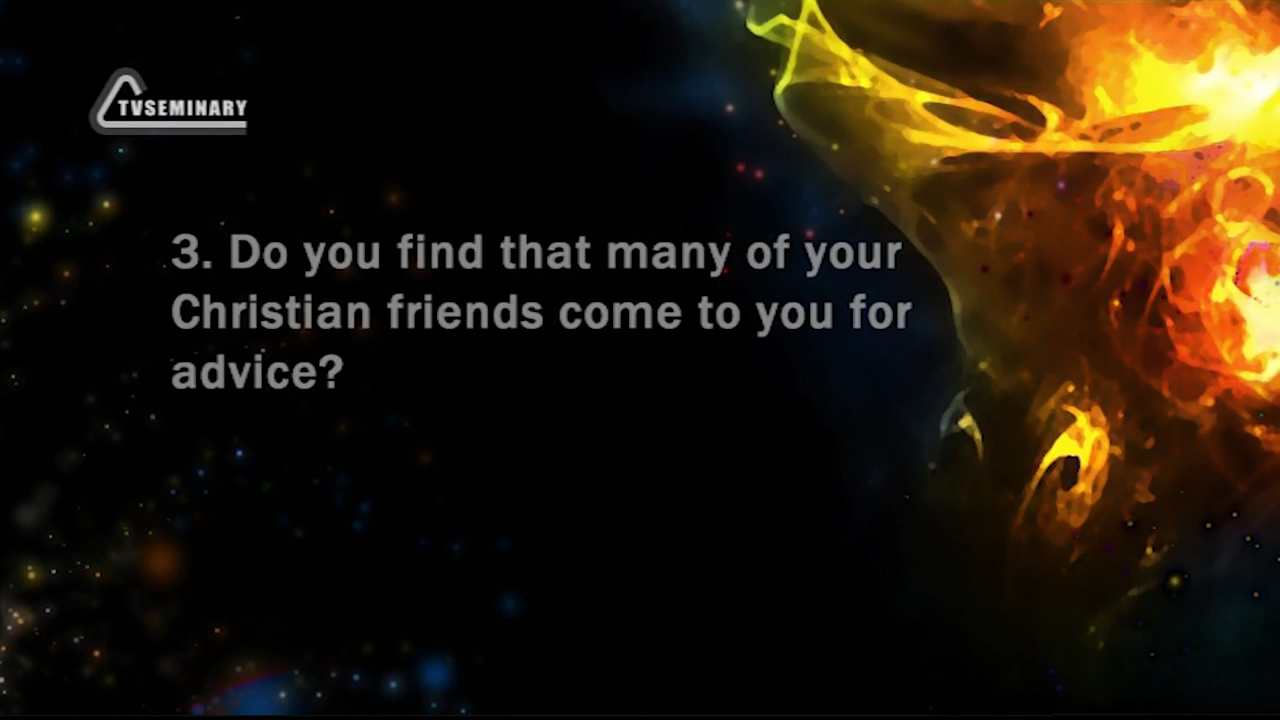 TVSEMINARY
3. Do you find that many of your
Christian friends come to you for
advice?